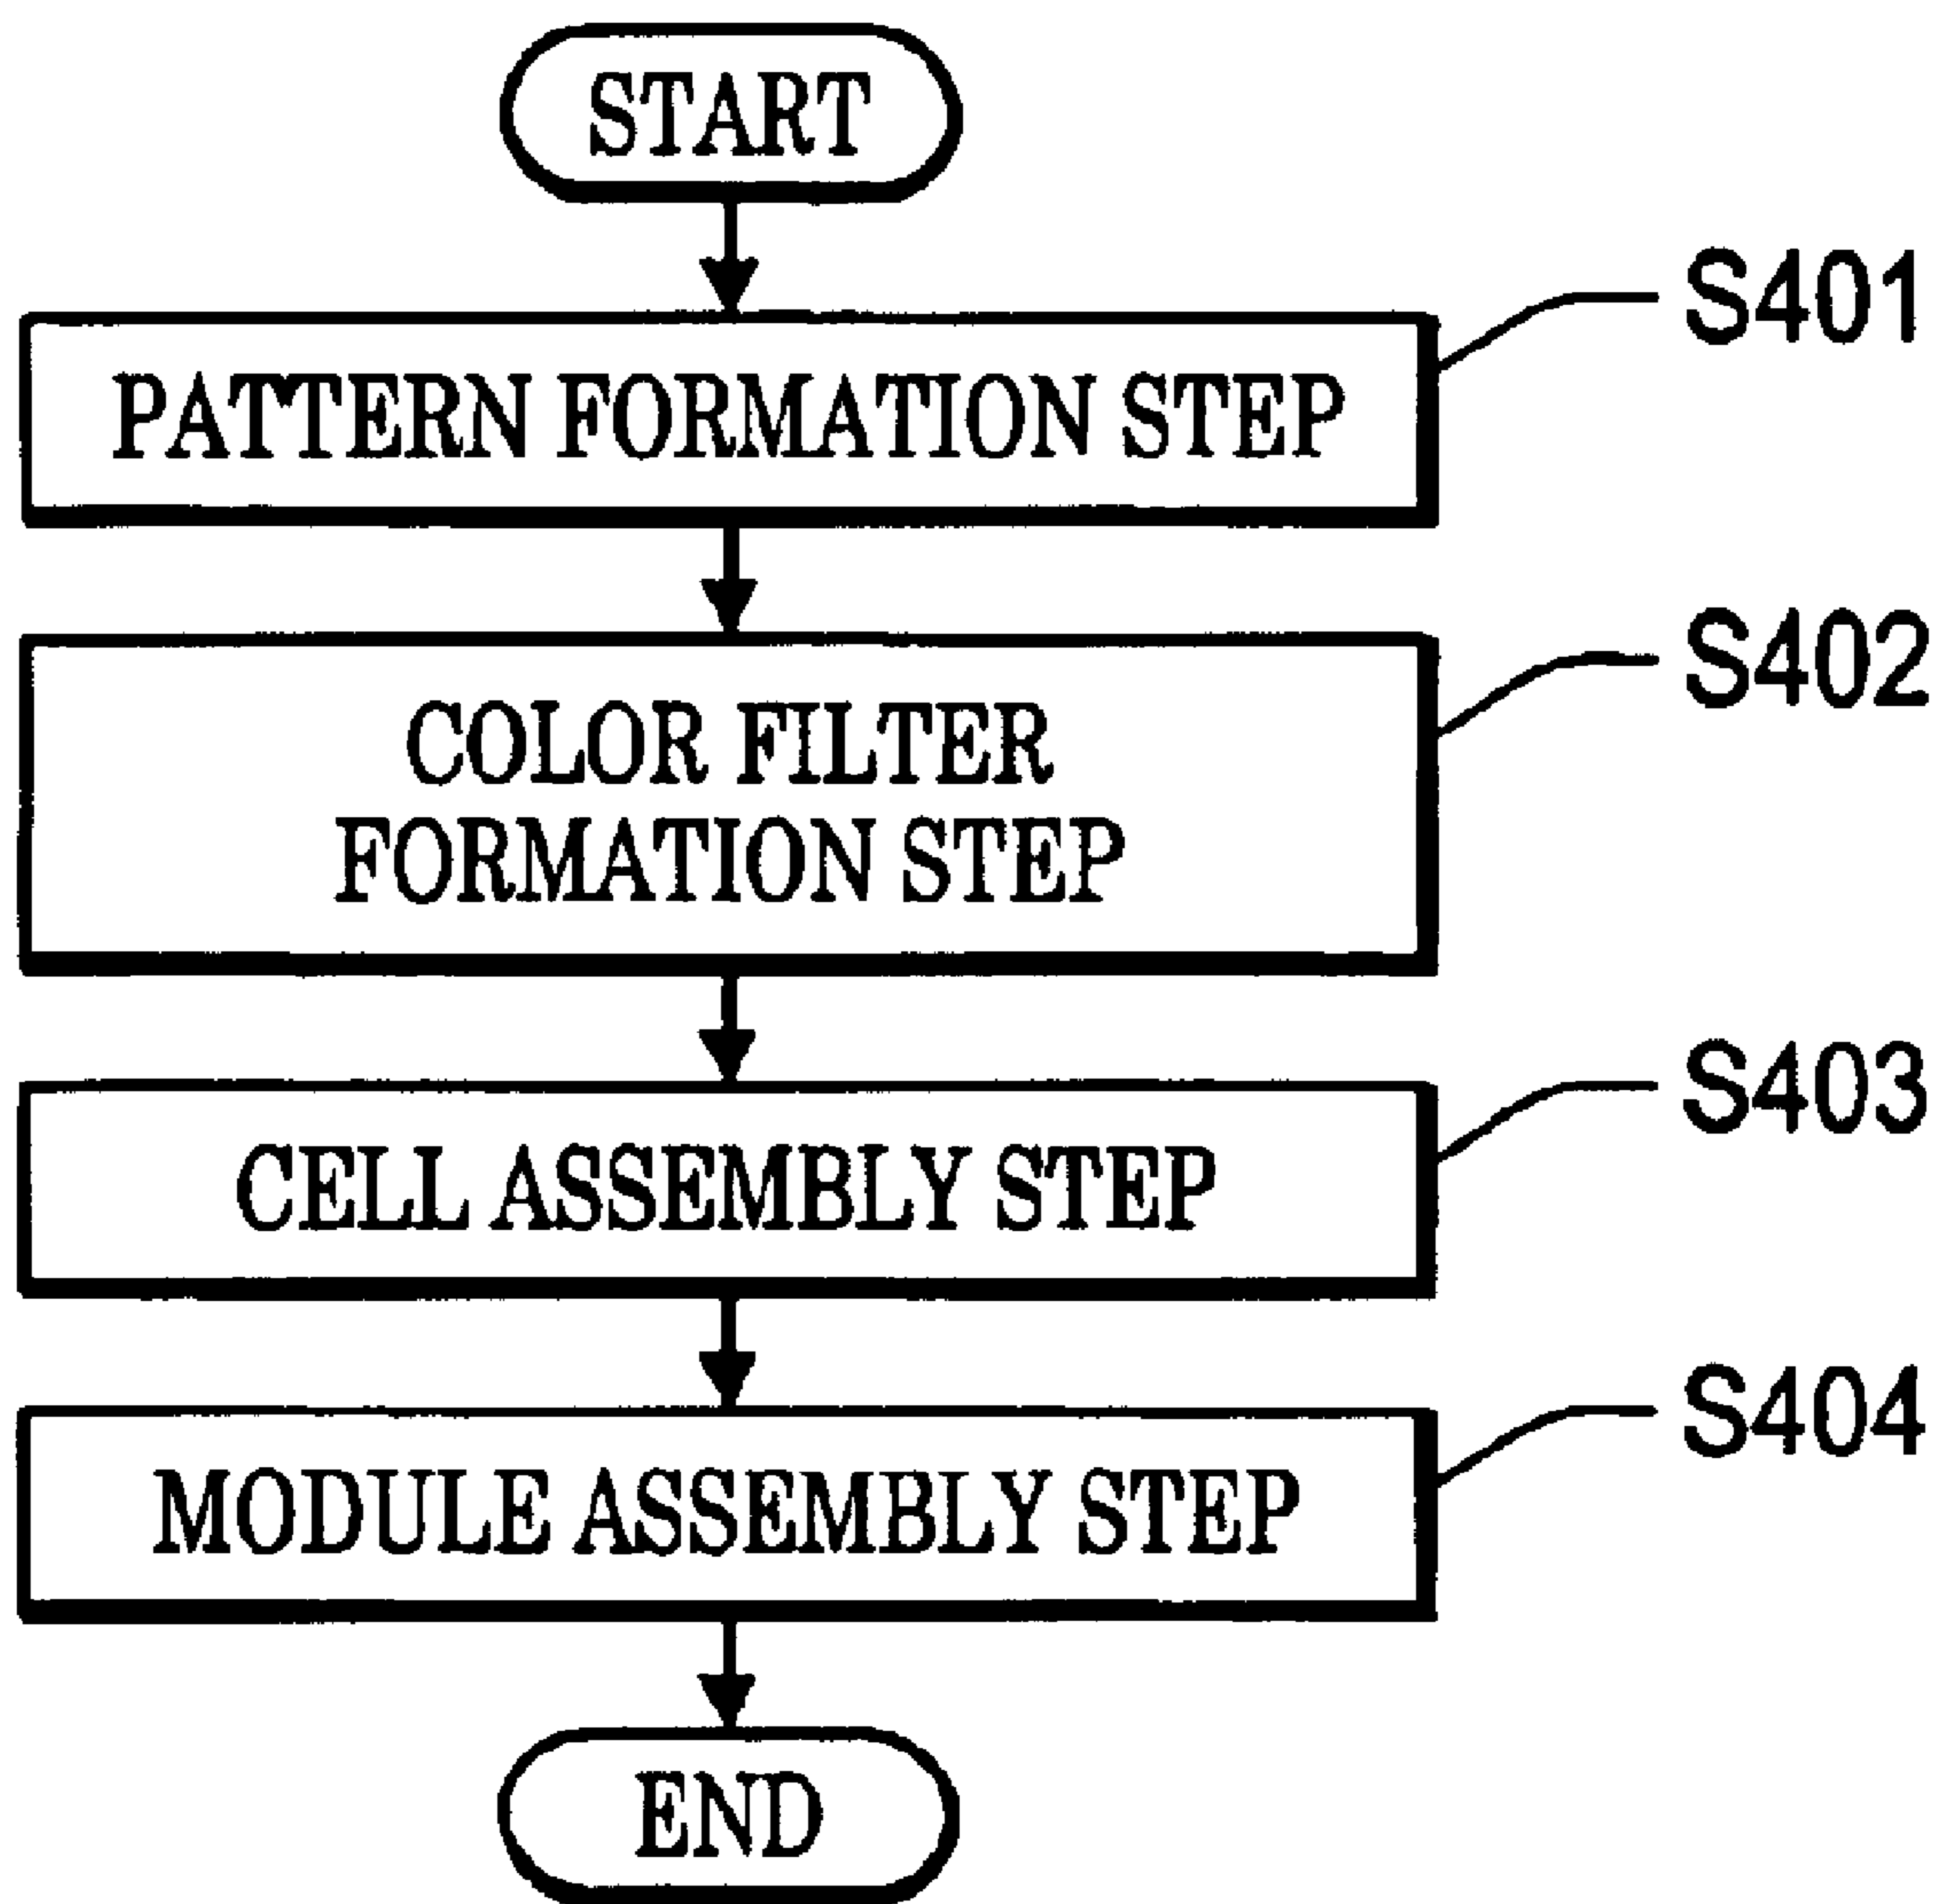 START
S401
PATTERN FORMATION STEP
S402
COLOR FILTER
FORMATION STEP
S403
CELL ASSEMBLY STEP
S404
MODULE ASSEMBLY STEP
END